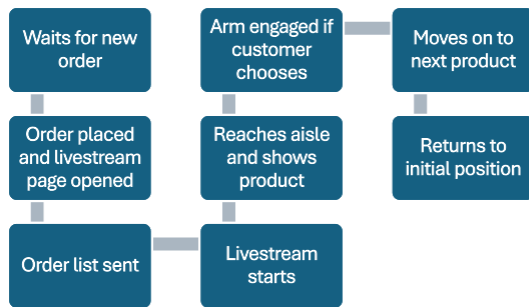 Waits for new
order
Order placed
and livestream
page opened
Order list sent
Livestream
starts
Reaches aisle
and shows
product
Arm engaged if
customer
chooses
Moves on to
next product
Returns to
initial position